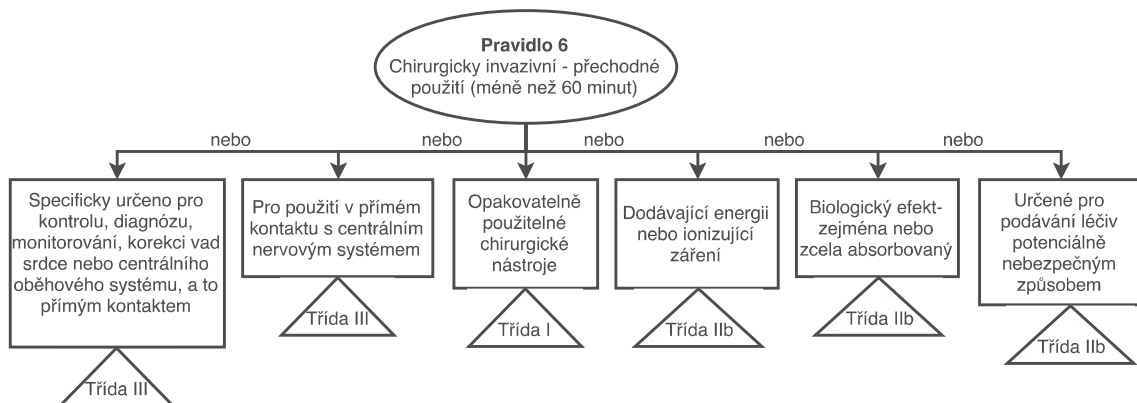 Pravidlo 6
Chirurgicky invazivní - přechodné
použití (méně než 60 minut)
nebo
nebo
nebo
nebo
nebo
Specificky určeno pro
kontrolu, diagnózu,
monitorování, korekci vad
srdce nebo centrálního
oběhového systému, a to
přímým kontaktem
Třída III
Pro použití v přímém
kontaktu s centrálním
nervovým systémem
Třída III
Opakovatelně
použitelné
chirurgické
nástroje
Třída I
Dodávající energii
nebo ionizující
záření
Třída IIb
Biologický efekt-
zejména nebo
zcela absorbovaný
Třída IIb
Určené pro
podávání léčiv
potenciálně
nebezpečným
způsobem
Třída IIb